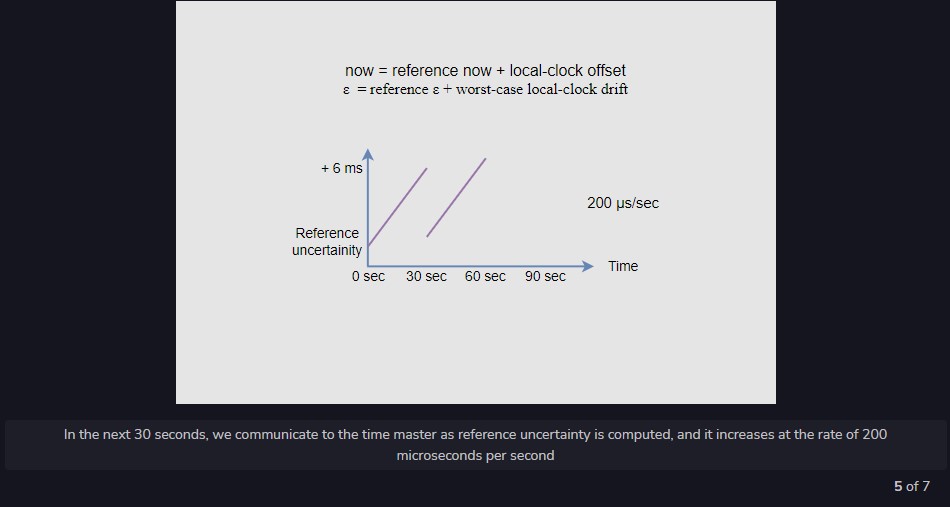 now = reference now + local-clock offset
ε = reference ε + worst-case local-clock drift
+ 6 ms
200 µs/sec
Reference
uncertainity
Time
0 sec 30 sec 60 sec 90 sec
In the next 30 seconds, we communicate to the time master as reference uncertainty is computed, and it increases at the rate of 200
microseconds per second
5 of 7